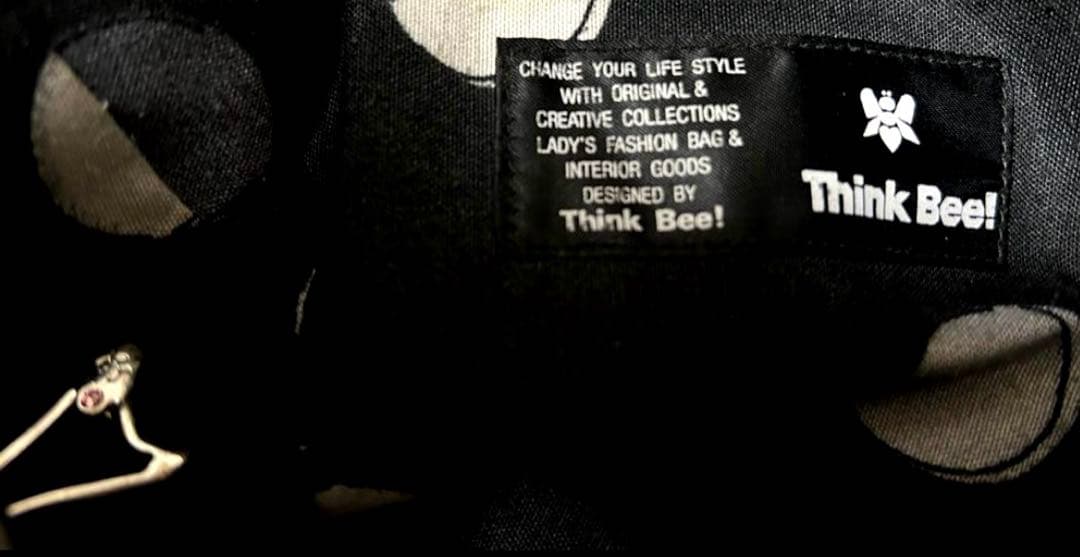 CHANGE YOUR LIFE STYLE
WITH ORIGINAL &
CREATIVE COLLECTIONS
LADY'S FASHION BAG &
INTERIOR GOODS
DESIGNED BY
Think Bee!
Think Bee!